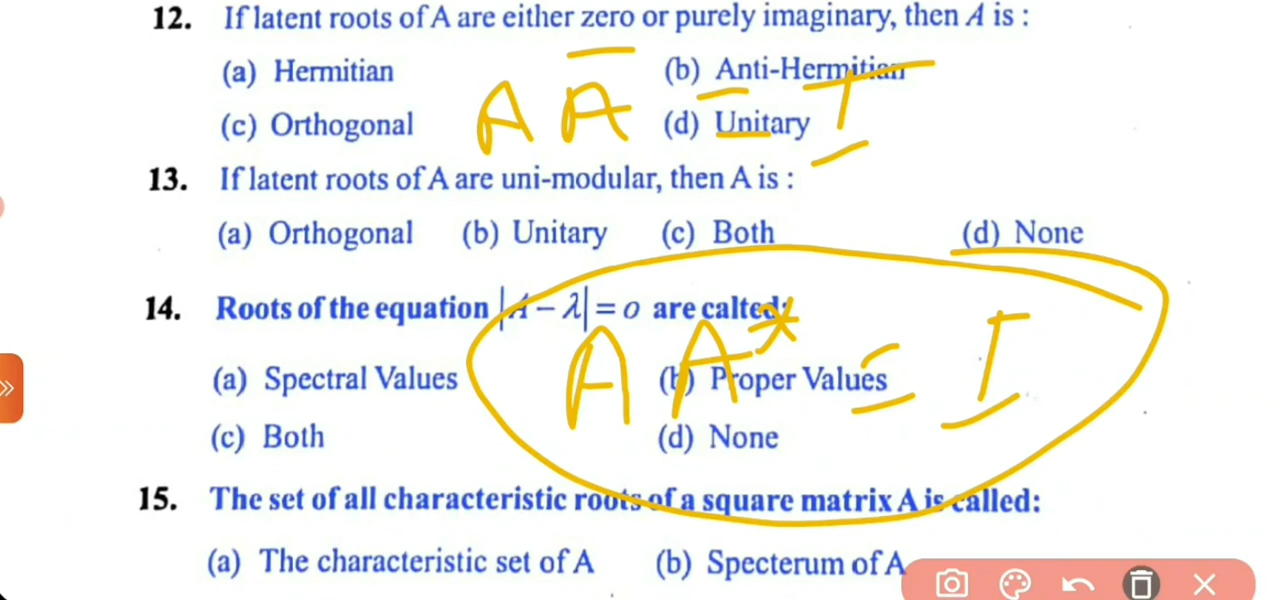 12. If latent roots of A are either zero or purely imaginary, then A is :
(a) Hermitian (b) Anti-Hermitian
(c) Orthogonal (d) Unitary
A A̅ = I
13. If latent roots of A are uni-modular, then A is :
(a) Orthogonal (b) Unitary (c) Both (d) None
14. Roots of the equation |A − λ| = o are calted:
A A* = I
(a) Spectral Values (b) Proper Values
(c) Both (d) None
15. The set of all characteristic roots of a square matrix A is called:
(a) The characteristic set of A (b) Specterum of A